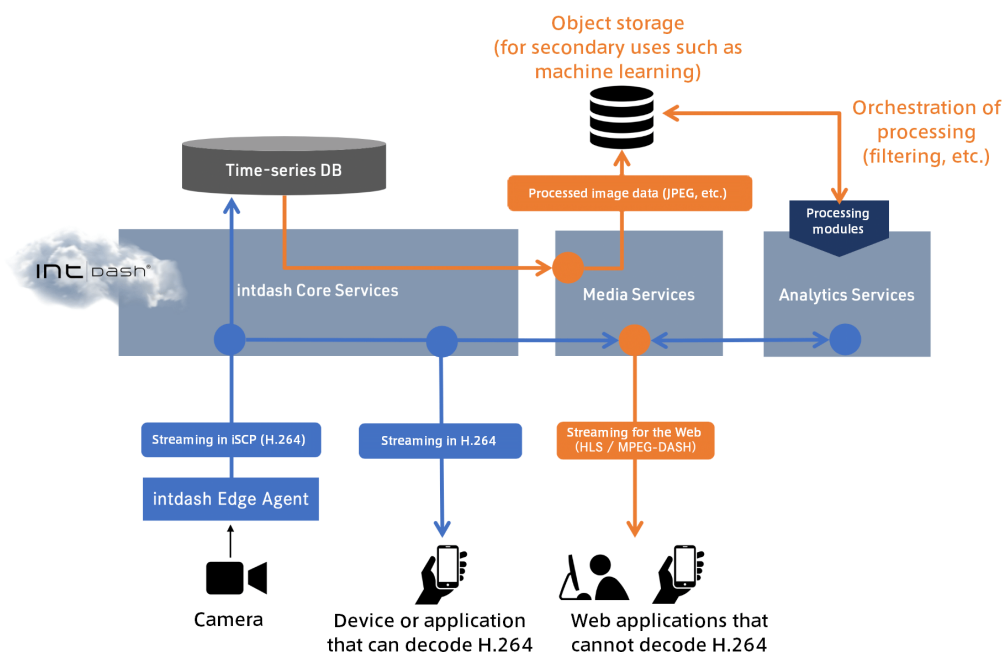 Object storage
(for secondary uses such as
machine learning)
Orchestration of
processing
(filtering, etc.)
Time-series DB
Processed image data (JPEG, etc.)
Processing
modules
intdash®
intdash Core Services
Media Services
Analytics Services
Streaming in iSCP (H.264)
Streaming in H.264
Streaming for the Web
(HLS / MPEG-DASH)
intdash Edge Agent
Camera
Device or application
that can decode H.264
Web applications that
cannot decode H.264